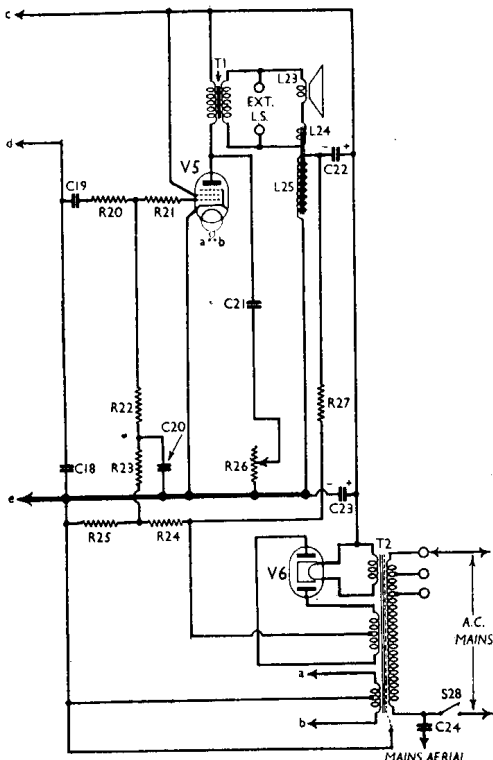 c
T1
L23
EXT.
L.S.
L24
d
V5
- +
C22
C19
L25
R20
R21
a b
C21
R22
R27
C20
R23
R26
C18
e
- +
C23
R25
R24
T2
V6
A.C.
MAINS
a
S28
b
C24
MAINS AERIAL